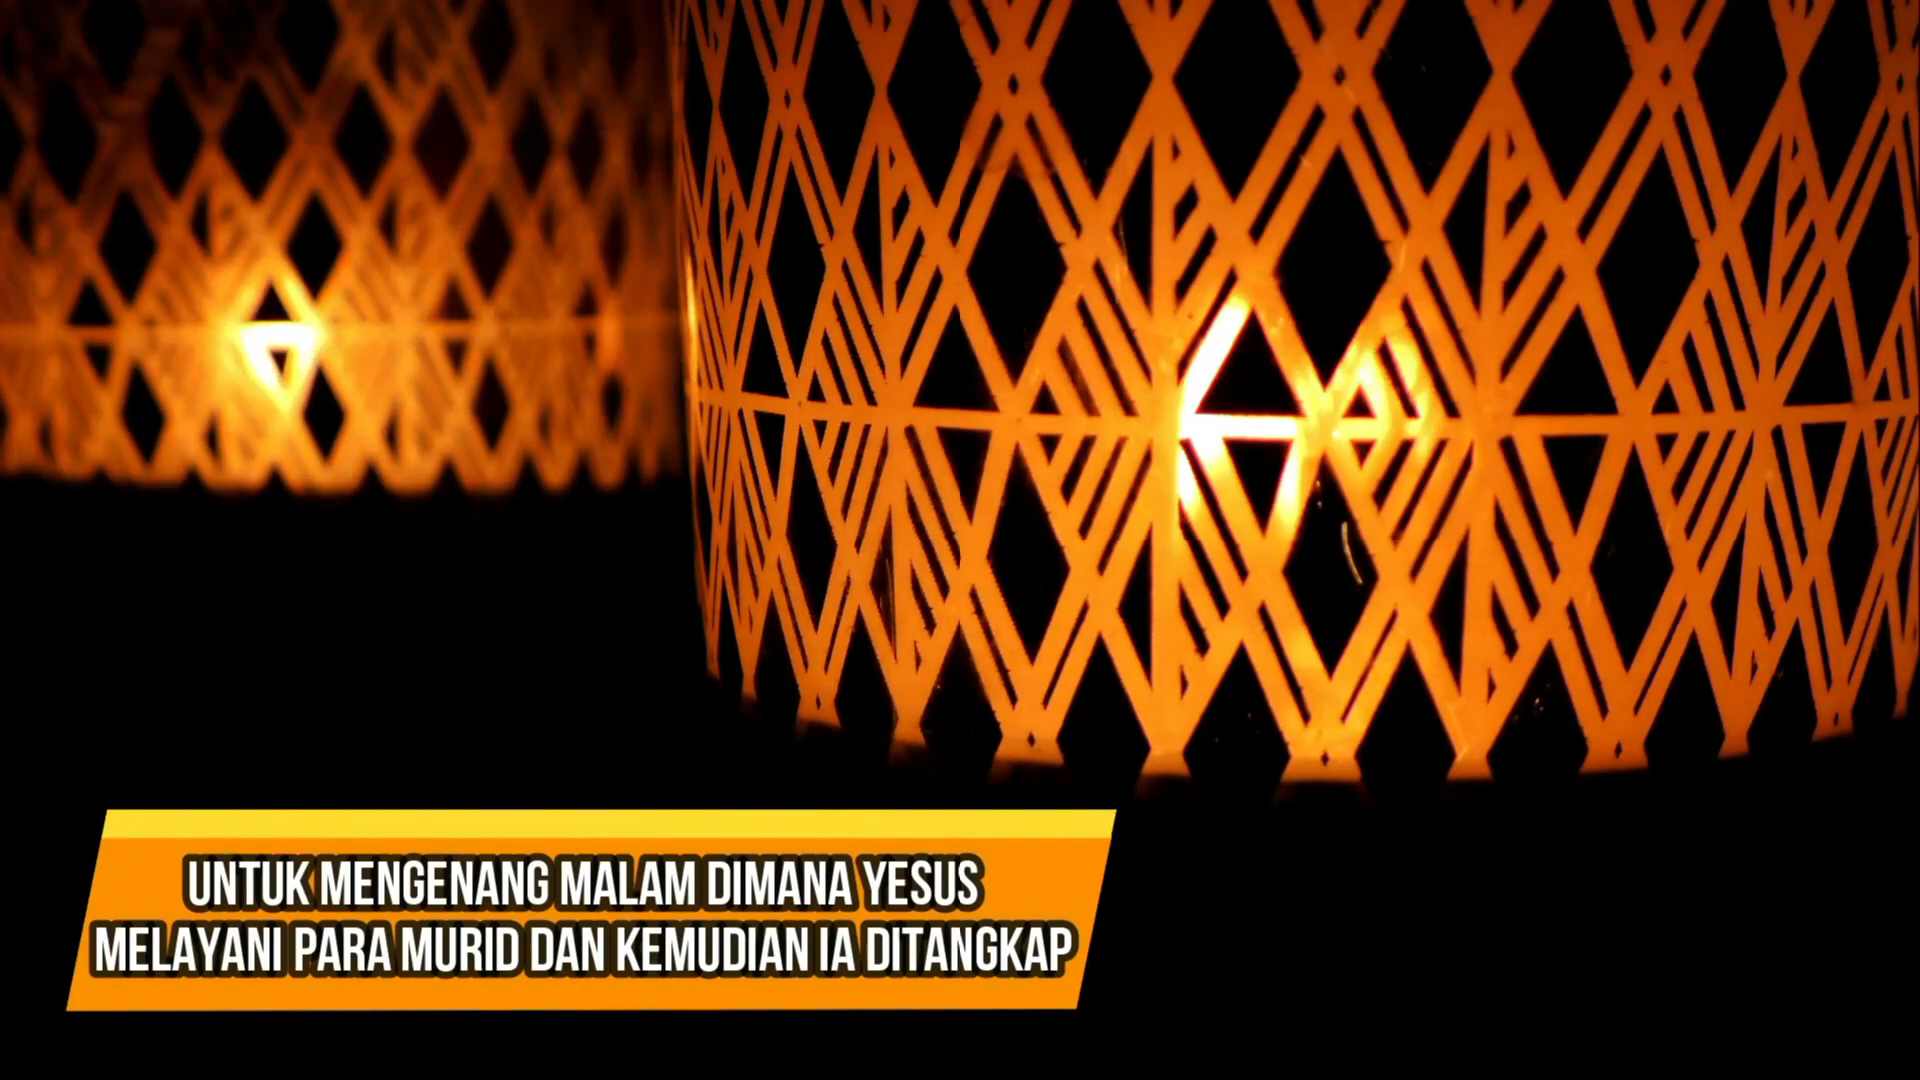 UNTUK MENGENANG MALAM DIMANA YESUS
MELAYANI PARA MURID DAN KEMUDIAN IA DITANGKAP